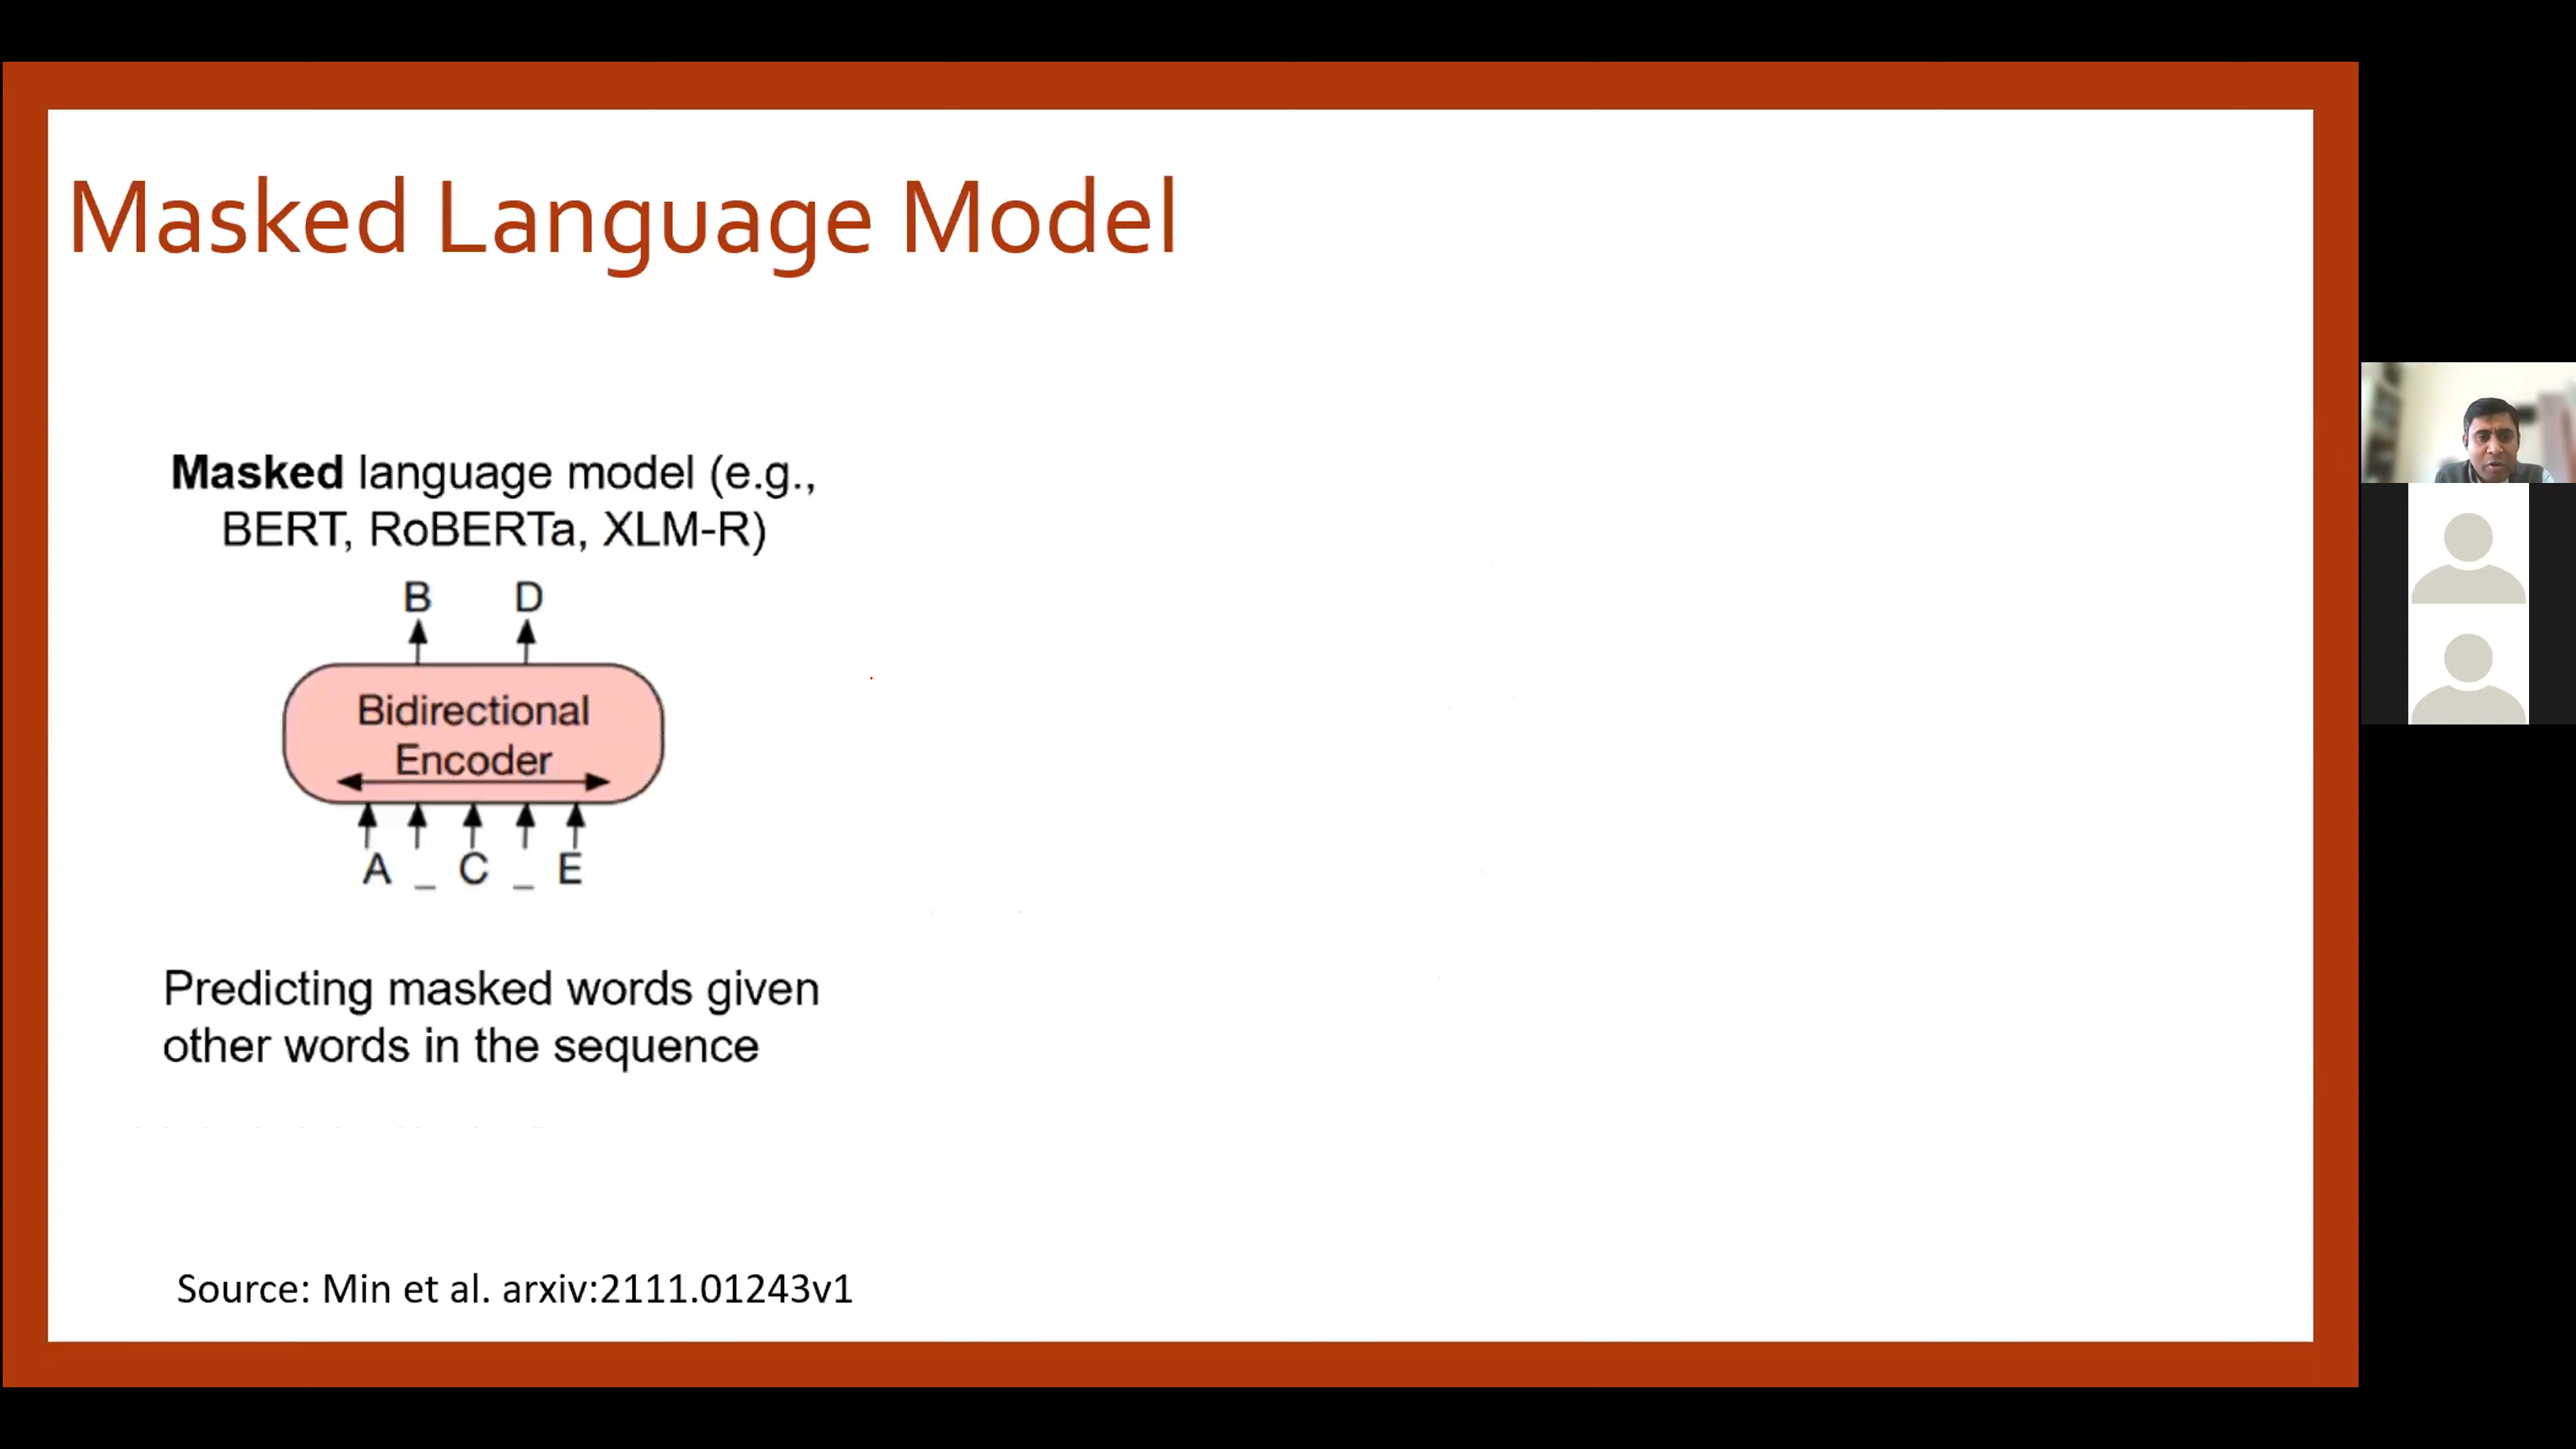 Masked Language Model
Masked language model (e.g.,
BERT, RoBERTa, XLM-R)
B D
Bidirectional
Encoder
A _ C _ E
Predicting masked words given
other words in the sequence
Source: Min et al. arxiv:2111.01243v1